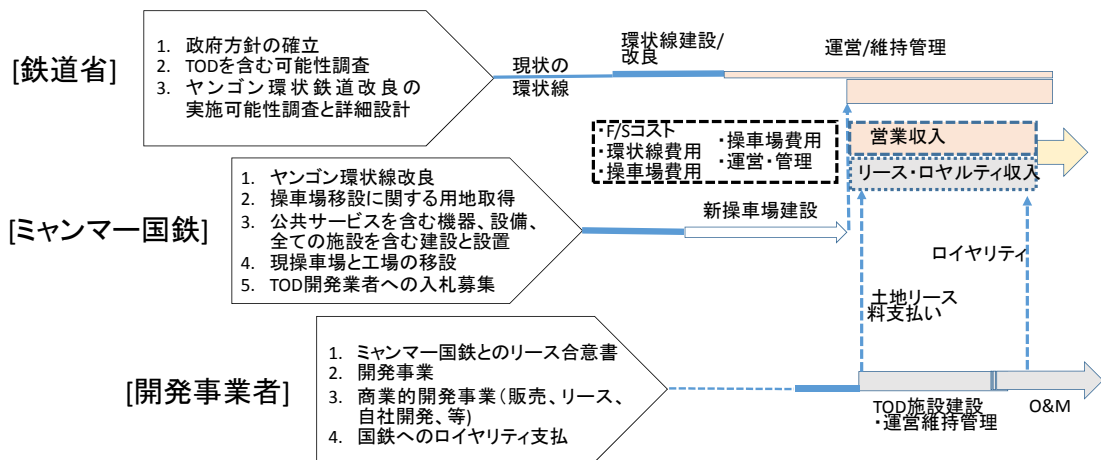 [鉄道省]
1. 政府方針の確立
2. TODを含む可能性調査
3. ヤンゴン環状鉄道改良の
実施可能性調査と詳細設計
現状の
環状線
環状線建設/
改良
運営/維持管理
・F/Sコスト
・環状線費用
・操車場費用
・操車場費用
・運営・管理
営業収入
リース・ロヤルティ収入
[ミャンマー国鉄]
1. ヤンゴン環状線改良
2. 操車場移設に関する用地取得
3. 公共サービスを含む機器、設備、
全ての施設を含む建設と設置
4. 現操車場と工場の移設
5. TOD開発業者への入札募集
新操車場建設
ロイヤリティ
土地リース
料支払い
[開発事業者]
1. ミャンマー国鉄とのリース合意書
2. 開発事業
3. 商業的開発事業(販売、リース、
自社開発、等)
4. 国鉄へのロイヤリティ支払
TOD施設建設
・運営維持管理
O&M